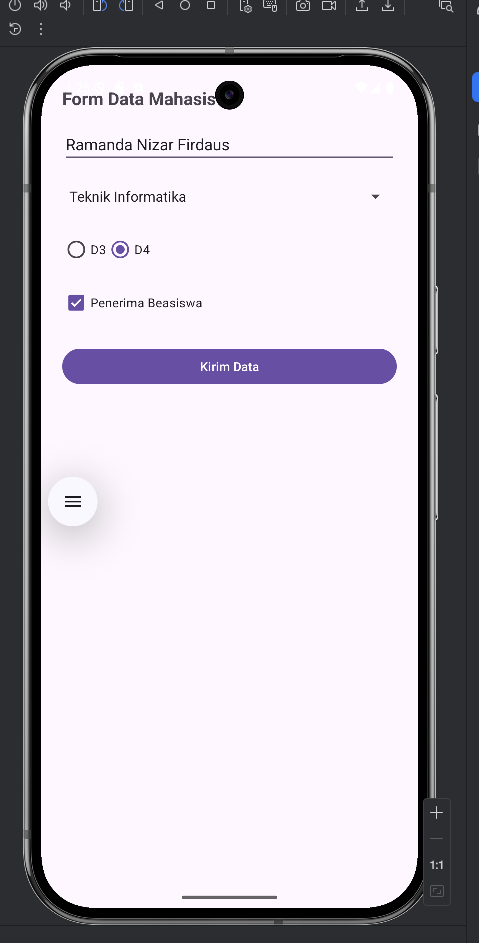 Form Data Mahasis
Ramanda Nizar Firdaus
Teknik Informatika
D3 D4
Penerima Beasiswa
Kirim Data
1:1